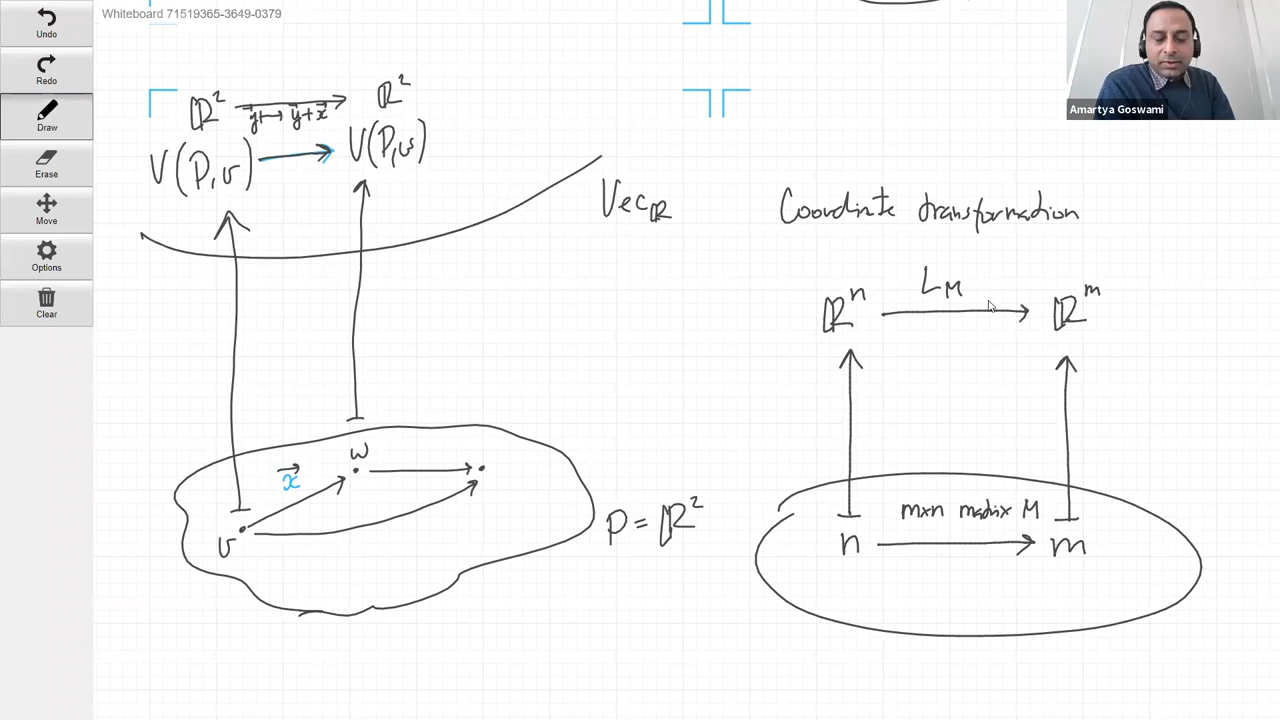 Whiteboard 71519365-3649-0379
Undo
Redo
Draw
Erase
Move
Options
Clear
Amartya Goswami
ℝ² ℝ²
y⃗ ↦ y⃗ + x⃗
V(P,v) → V(P,w)
Vec_ℝ
x⃗
w
v
P = ℝ²
Coordinate transformation
L_M
ℝⁿ → ℝᵐ
m×n matrix M
n → m